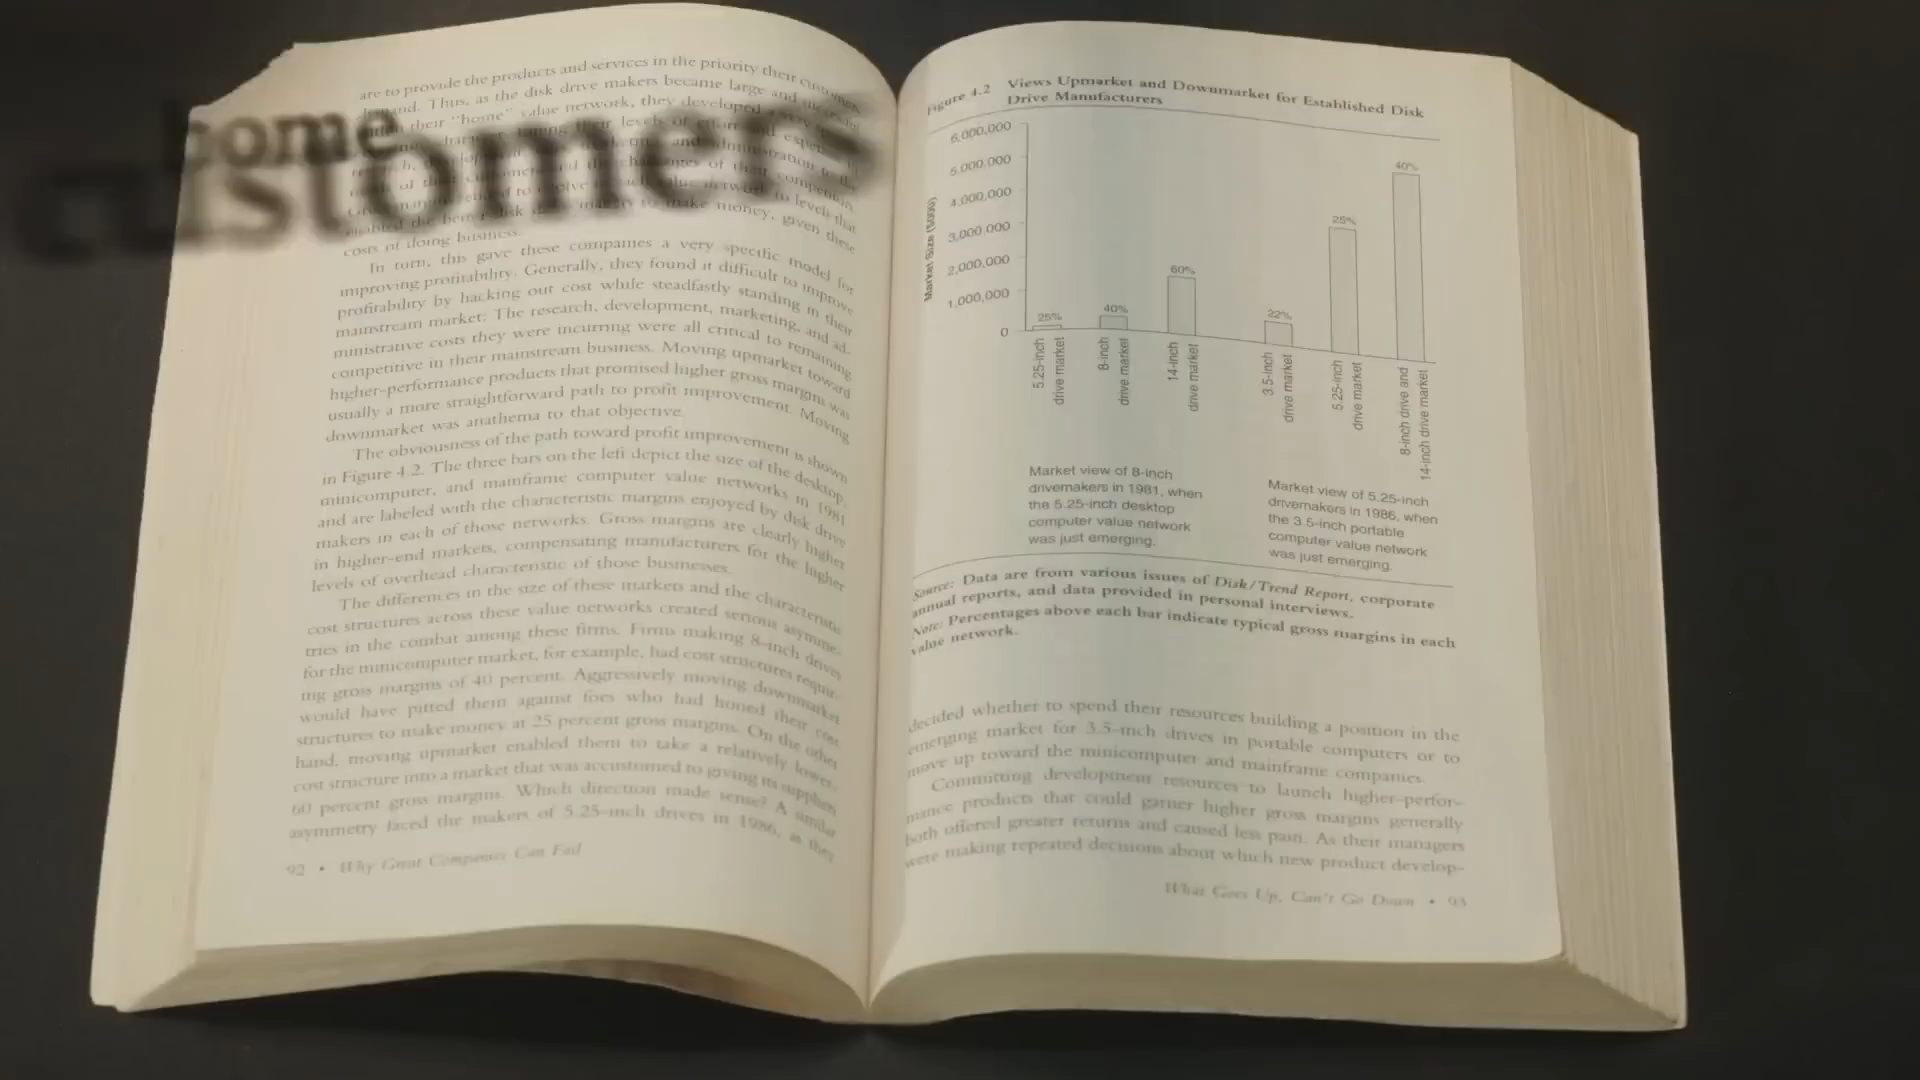 home
customers
are to provide the products and services in the priority their customers
demand. Thus, as the disk drive makers became large and successful
within their "home" value network, they developed a very specific
costs of doing business.
In turn, this gave these companies a very specific model for
improving profitability. Generally, they found it difficult to improve
profitability by hacking out cost while steadfastly standing in their
mainstream market: The research, development, marketing, and ad-
ministrative costs they were incurring were all critical to remaining
competitive in their mainstream business. Moving upmarket toward
higher-performance products that promised higher gross margins was
usually a more straightforward path to profit improvement. Moving
downmarket was anathema to that objective.
The obviousness of the path toward profit improvement is shown
in Figure 4.2. The three bars on the left depict the size of the desktop,
minicomputer, and mainframe computer value networks in 1981
and are labeled with the characteristic margins enjoyed by disk drive
makers in each of those networks. Gross margins are clearly higher
in higher-end markets, compensating manufacturers for the higher
levels of overhead characteristic of those businesses.
The differences in the size of these markets and the characteristic
cost structures across these value networks created serious asymme-
tries in the combat among these firms. Firms making 8-inch drives
for the minicomputer market, for example, had cost structures requir-
ing gross margins of 40 percent. Aggressively moving downmarket
would have pitted them against foes who had honed their cost
structures to make money at 25 percent gross margins. On the other
hand, moving upmarket enabled them to take a relatively lower-
cost structure into a market that was accustomed to giving its suppliers
60 percent gross margins. Which direction made sense? A similar
asymmetry faced the makers of 5.25-inch drives in 1986, as they
92 • Why Great Companies Can Fail
Figure 4.2 Views Upmarket and Downmarket for Established Disk
Drive Manufacturers
Market Size ($000)
6,000,000
5,000,000
4,000,000
3,000,000
2,000,000
1,000,000
0
25%
40%
60%
22%
25%
40%
5.25-inch
drive market
8-inch
drive market
14-inch
drive market
3.5-inch
drive market
5.25-inch
drive market
8-inch drive and
14-inch drive market
Market view of 8-inch
drivemakers in 1981, when
the 5.25-inch desktop
computer value network
was just emerging.
Market view of 5.25-inch
drivemakers in 1986, when
the 3.5-inch portable
computer value network
was just emerging.
Source: Data are from various issues of Disk/Trend Report, corporate
annual reports, and data provided in personal interviews.
Note: Percentages above each bar indicate typical gross margins in each
value network.
decided whether to spend their resources building a position in the
emerging market for 3.5-inch drives in portable computers or to
move up toward the minicomputer and mainframe companies.
Committing development resources to launch higher-perfor-
mance products that could garner higher gross margins generally
both offered greater returns and caused less pain. As their managers
were making repeated decisions about which new product develop-
What Goes Up, Can't Go Down • 93